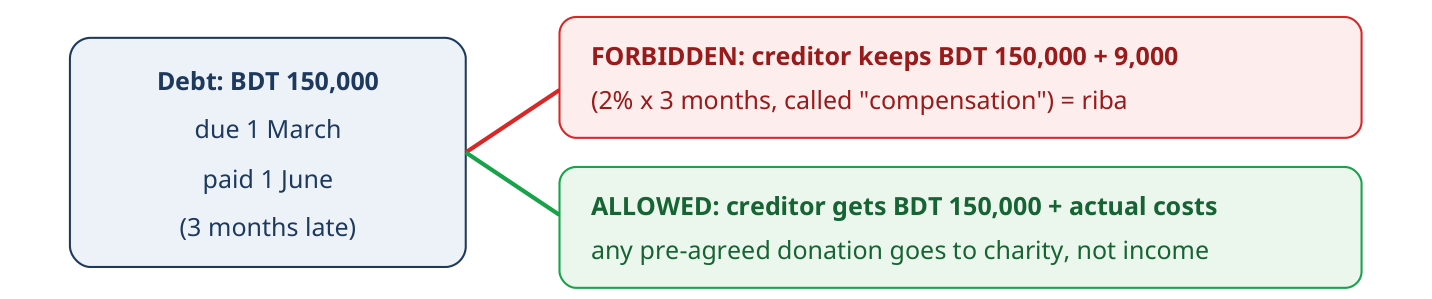 Debt: BDT 150,000
due 1 March
paid 1 June
(3 months late)
FORBIDDEN: creditor keeps BDT 150,000 + 9,000
(2% x 3 months, called "compensation") = riba
ALLOWED: creditor gets BDT 150,000 + actual costs
any pre-agreed donation goes to charity, not income